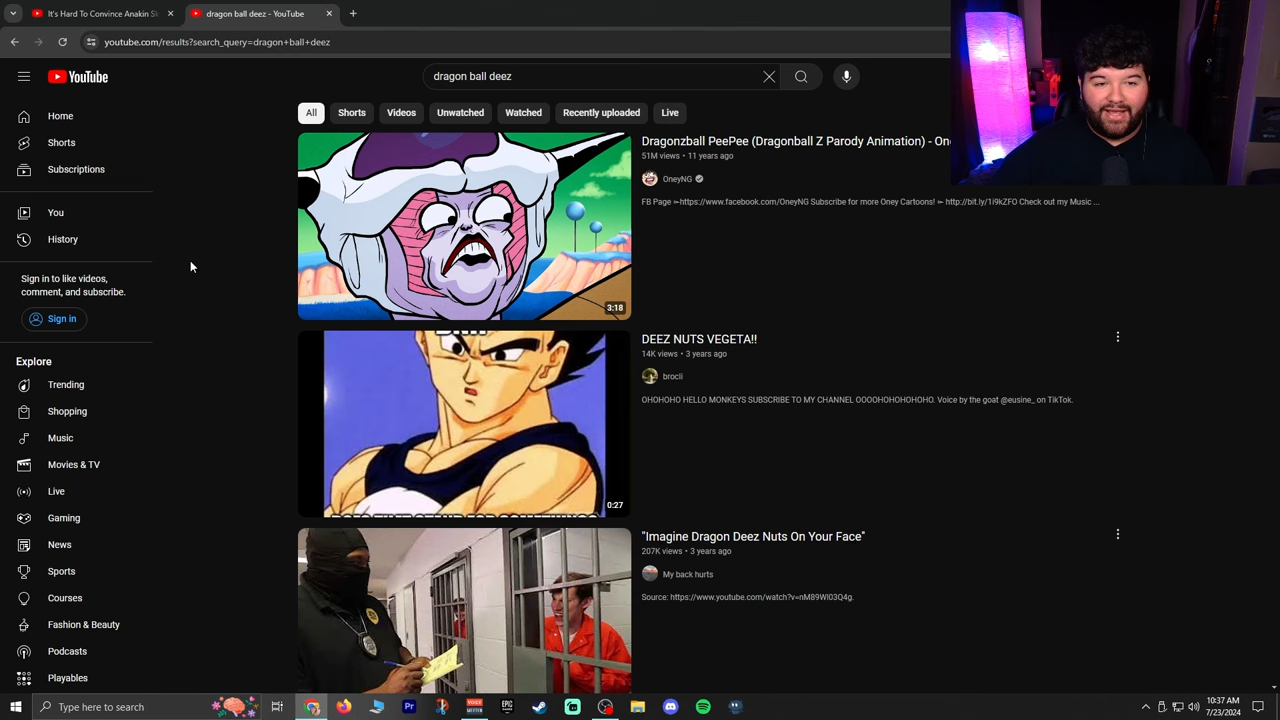 It's Hard To Convince Anakin Sk
dragon ball deez - YouTube
youtube.com/results?search_query=dragon+ball+deez
YouTube
dragon ball deez
All
Shorts
Videos
Unwatched
Watched
Recently uploaded
Live
Home
Shorts
Subscriptions
You
History
Sign in to like videos,
comment, and subscribe.
Sign in
Explore
Trending
Shopping
Music
Movies & TV
Live
Gaming
News
Sports
Courses
Fashion & Beauty
Podcasts
Playables
3:18
Dragonzball PeePee (Dragonball Z Parody Animation) - One
51M views • 11 years ago
OneyNG
FB Page ➳https://www.facebook.com/OneyNG Subscribe for more Oney Cartoons! ➳ http://bit.ly/1i9kZFO Check out my Music ...
0:27
DEEZ NUTS VEGETA!!
14K views • 3 years ago
brocli
OHOHOHO HELLO MONKEYS SUBSCRIBE TO MY CHANNEL OOOOHOHOHOHO. Voice by the goat @eusine_ on TikTok.
"Imagine Dragon Deez Nuts On Your Face"
207K views • 3 years ago
My back hurts
Source: https://www.youtube.com/watch?v=nM89Wl03Q4g.
Type here to search
Pr
VOICE
MOD
EPIC
10:37 AM
7/23/2024